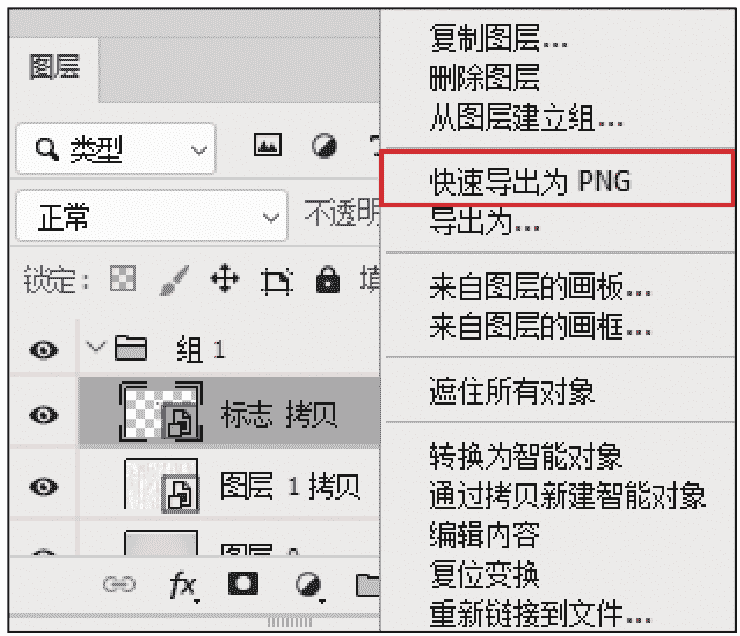 图层
类型
正常
不透明
锁定：
组 1
标志 拷贝
图层 1 拷贝
图层 0
fx
复制图层...
删除图层
从图层建立组...
快速导出为 PNG
导出为...
来自图层的画板...
来自图层的画框...
遮住所有对象
转换为智能对象
通过拷贝新建智能对象
编辑内容
复位变换
重新链接到文件...